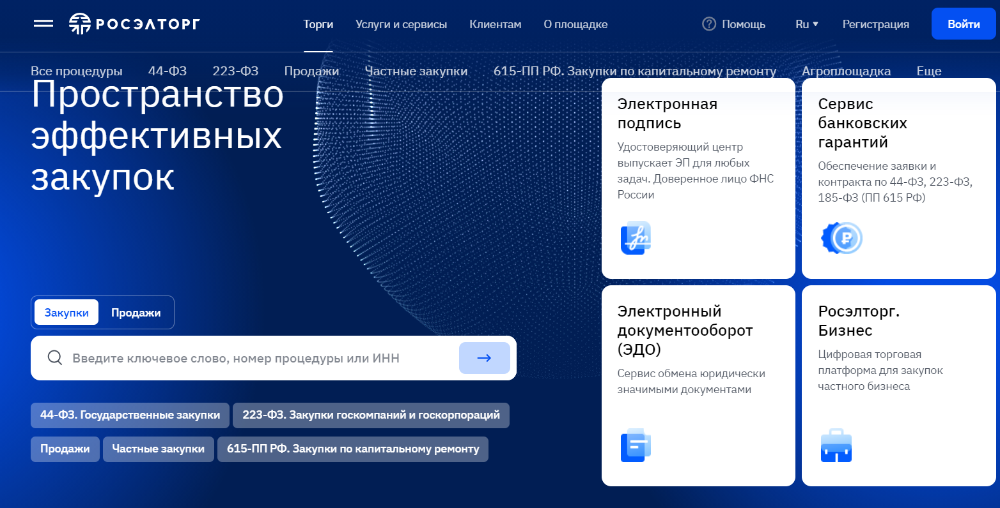 РОСЭЛТОРГ
Торги
Услуги и сервисы
Клиентам
О площадке
Помощь
Ru
Регистрация
Войти
Все процедуры
44-ФЗ
223-ФЗ
Продажи
Частные закупки
615-ПП РФ. Закупки по капитальному ремонту
Агроплощадка
Еще
Пространство
эффективных
закупок
Закупки
Продажи
Введите ключевое слово, номер процедуры или ИНН
44-ФЗ. Государственные закупки
223-ФЗ. Закупки госкомпаний и госкорпораций
Продажи
Частные закупки
615-ПП РФ. Закупки по капитальному ремонту
Электронная
подпись
Удостоверяющий центр
выпускает ЭП для любых
задач. Доверенное лицо ФНС
России
Сервис
банковских
гарантий
Обеспечение заявки и
контракта по 44-ФЗ, 223-ФЗ,
185-ФЗ (ПП 615 РФ)
Электронный
документооборот
(ЭДО)
Сервис обмена юридически
значимыми документами
Росэлторг.
Бизнес
Цифровая торговая
платформа для закупок
частного бизнеса